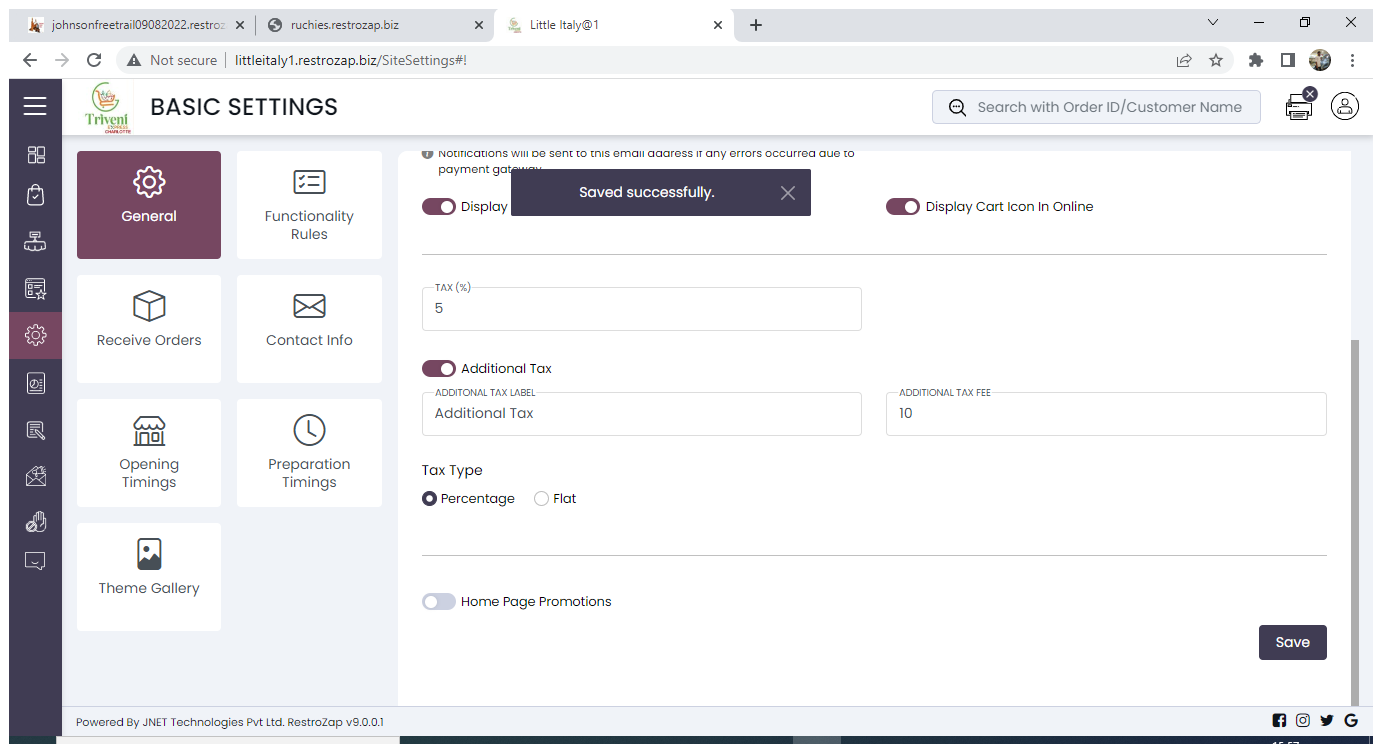 johnsonfreetrail09082022.restroz
ruchies.restrozap.biz
Little Italy@1
Not secure
littleitaly1.restrozap.biz/SiteSettings#!
Triveni
EXPRESS
CHARLOTTE
BASIC SETTINGS
Search with Order ID/Customer Name
General
Functionality
Rules
Receive Orders
Contact Info
Opening
Timings
Preparation
Timings
Theme Gallery
Notifications will be sent to this email address if any errors occurred due to
payment gateway
Saved successfully.
Display
Display Cart Icon In Online
TAX (%)
5
Additional Tax
ADDITONAL TAX LABEL
Additional Tax
ADDITIONAL TAX FEE
10
Tax Type
Percentage
Flat
Home Page Promotions
Save
Powered By JNET Technologies Pvt Ltd. RestroZap v9.0.0.1